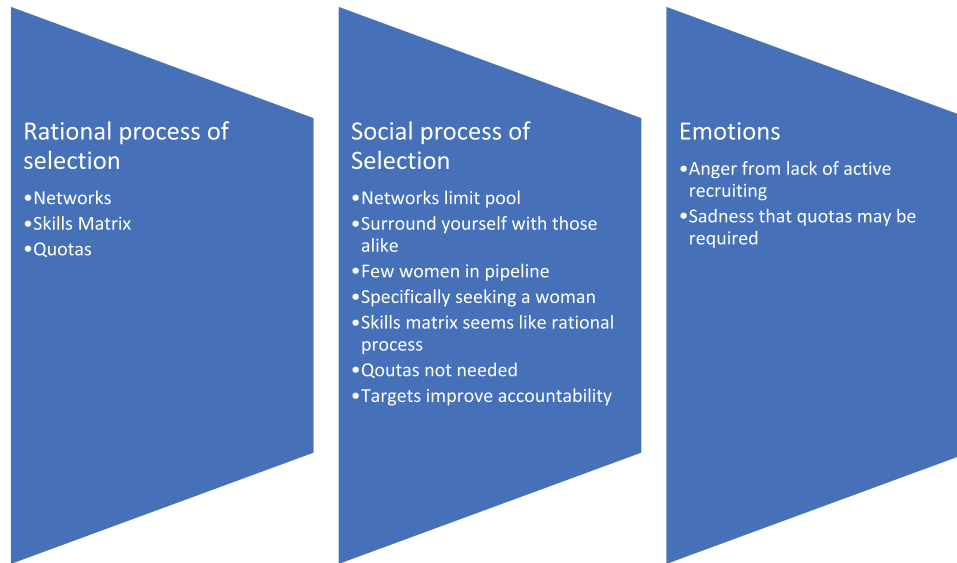 Rational process of
selection
•Networks
•Skills Matrix
•Quotas
Social process of
Selection
•Networks limit pool
•Surround yourself with those
alike
•Few women in pipeline
•Specifically seeking a woman
•Skills matrix seems like rational
process
•Qoutas not needed
•Targets improve accountability
Emotions
•Anger from lack of active
recruiting
•Sadness that quotas may be
required